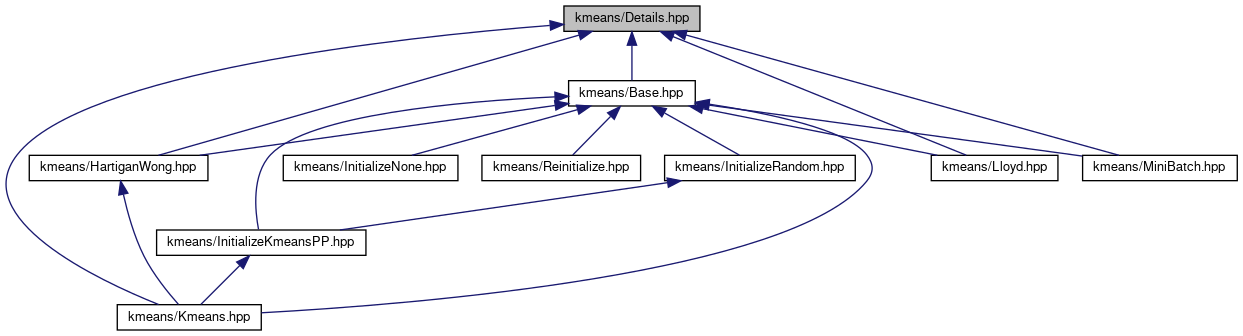 kmeans/Details.hpp
kmeans/Base.hpp
kmeans/HartiganWong.hpp
kmeans/InitializeNone.hpp
kmeans/Reinitialize.hpp
kmeans/InitializeRandom.hpp
kmeans/Lloyd.hpp
kmeans/MiniBatch.hpp
kmeans/InitializeKmeansPP.hpp
kmeans/Kmeans.hpp